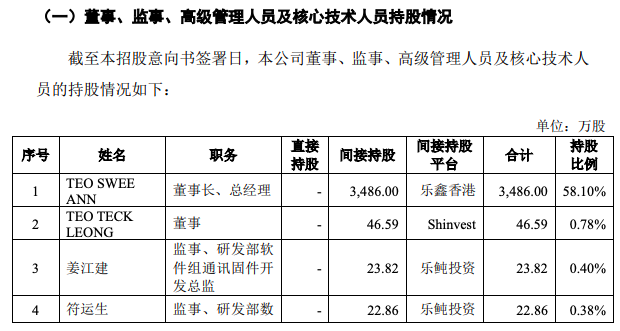 （一）董事、监事、高级管理人员及核心技术人员持股情况
截至本招股意向书签署日，本公司董事、监事、高级管理人员及核心技术人
员的持股情况如下：
单位：万股
序号 姓名 职务 直接持股 间接持股 间接持股平台 合计 持股比例
1 TEO SWEE ANN 董事长、总经理 - 3,486.00 乐鑫香港 3,486.00 58.10%
2 TEO TECK LEONG 董事 - 46.59 Shinvest 46.59 0.78%
3 姜江建 监事、研发部软件组通讯固件开发总监 - 23.82 乐鲀投资 23.82 0.40%
4 符运生 监事、研发部数 - 22.86 乐鲀投资 22.86 0.38%